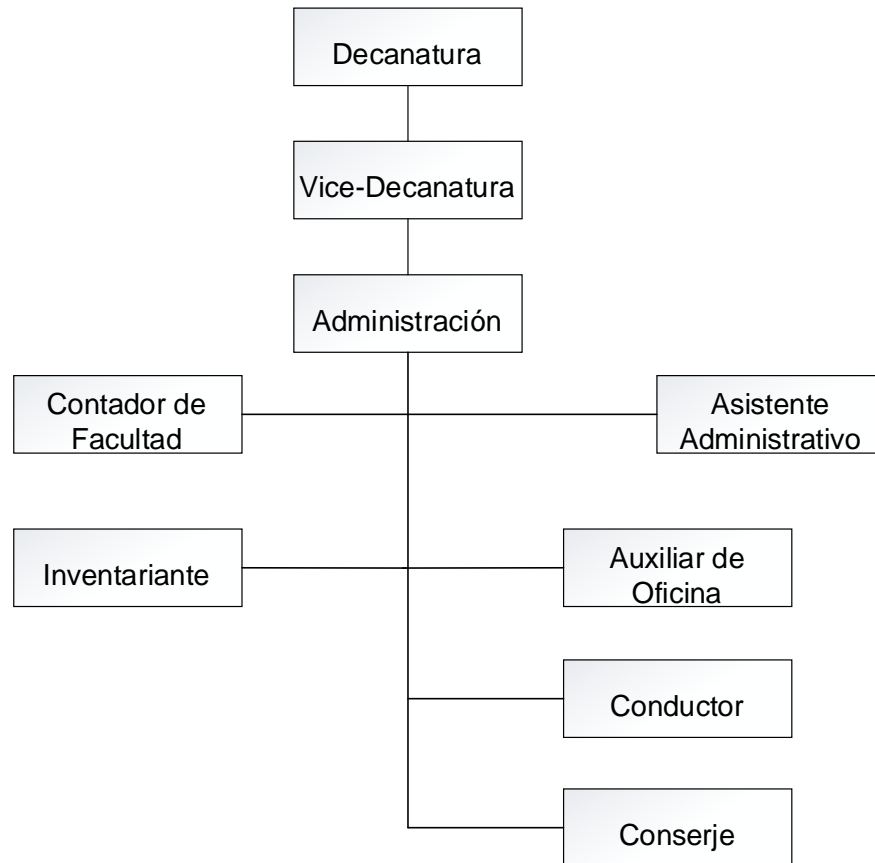 Decanatura
Vice-Decanatura
Administración
Contador de
Facultad
Asistente
Administrativo
Inventariante
Auxiliar de
Oficina
Conductor
Conserje